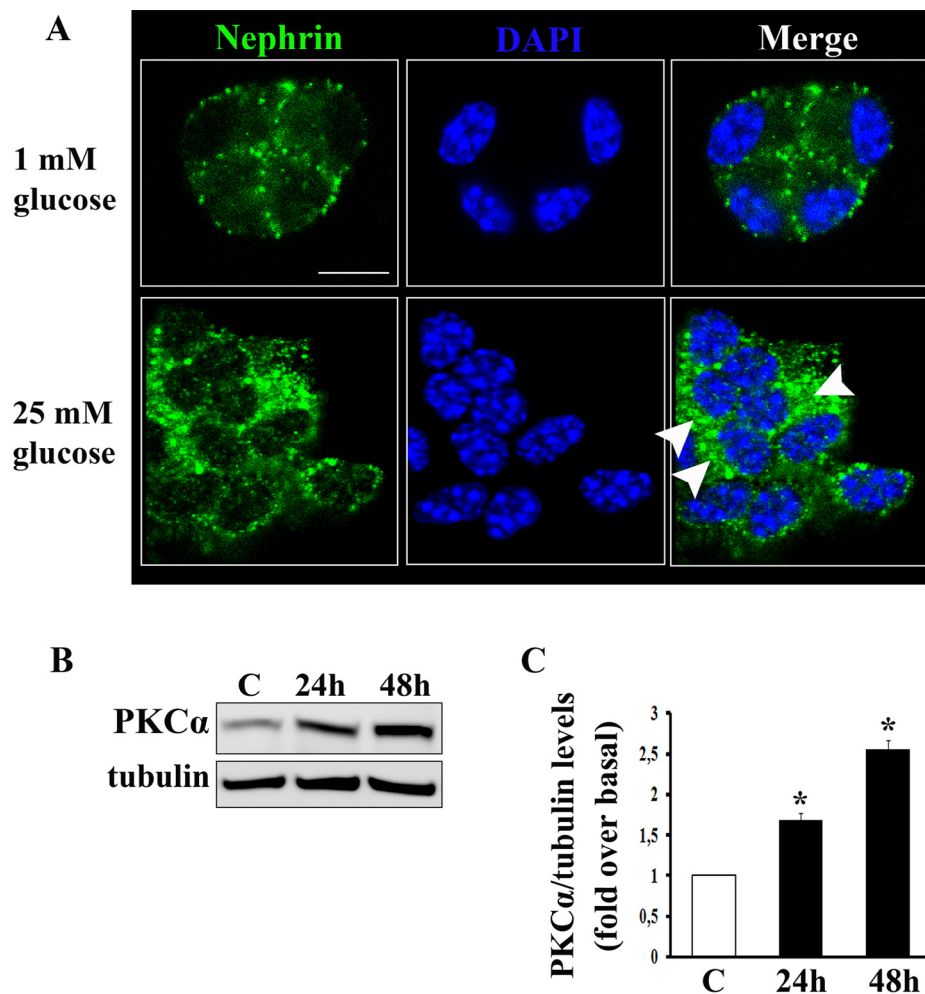 A
Nephrin DAPI Merge
1 mM
glucose
25 mM
glucose
B
C 24h 48h
PKCα
tubulin
C
PKCα/tubulin levels
(fold over basal)
3
2,5
2
1,5
1
0,5
0
*
*
C 24h 48h